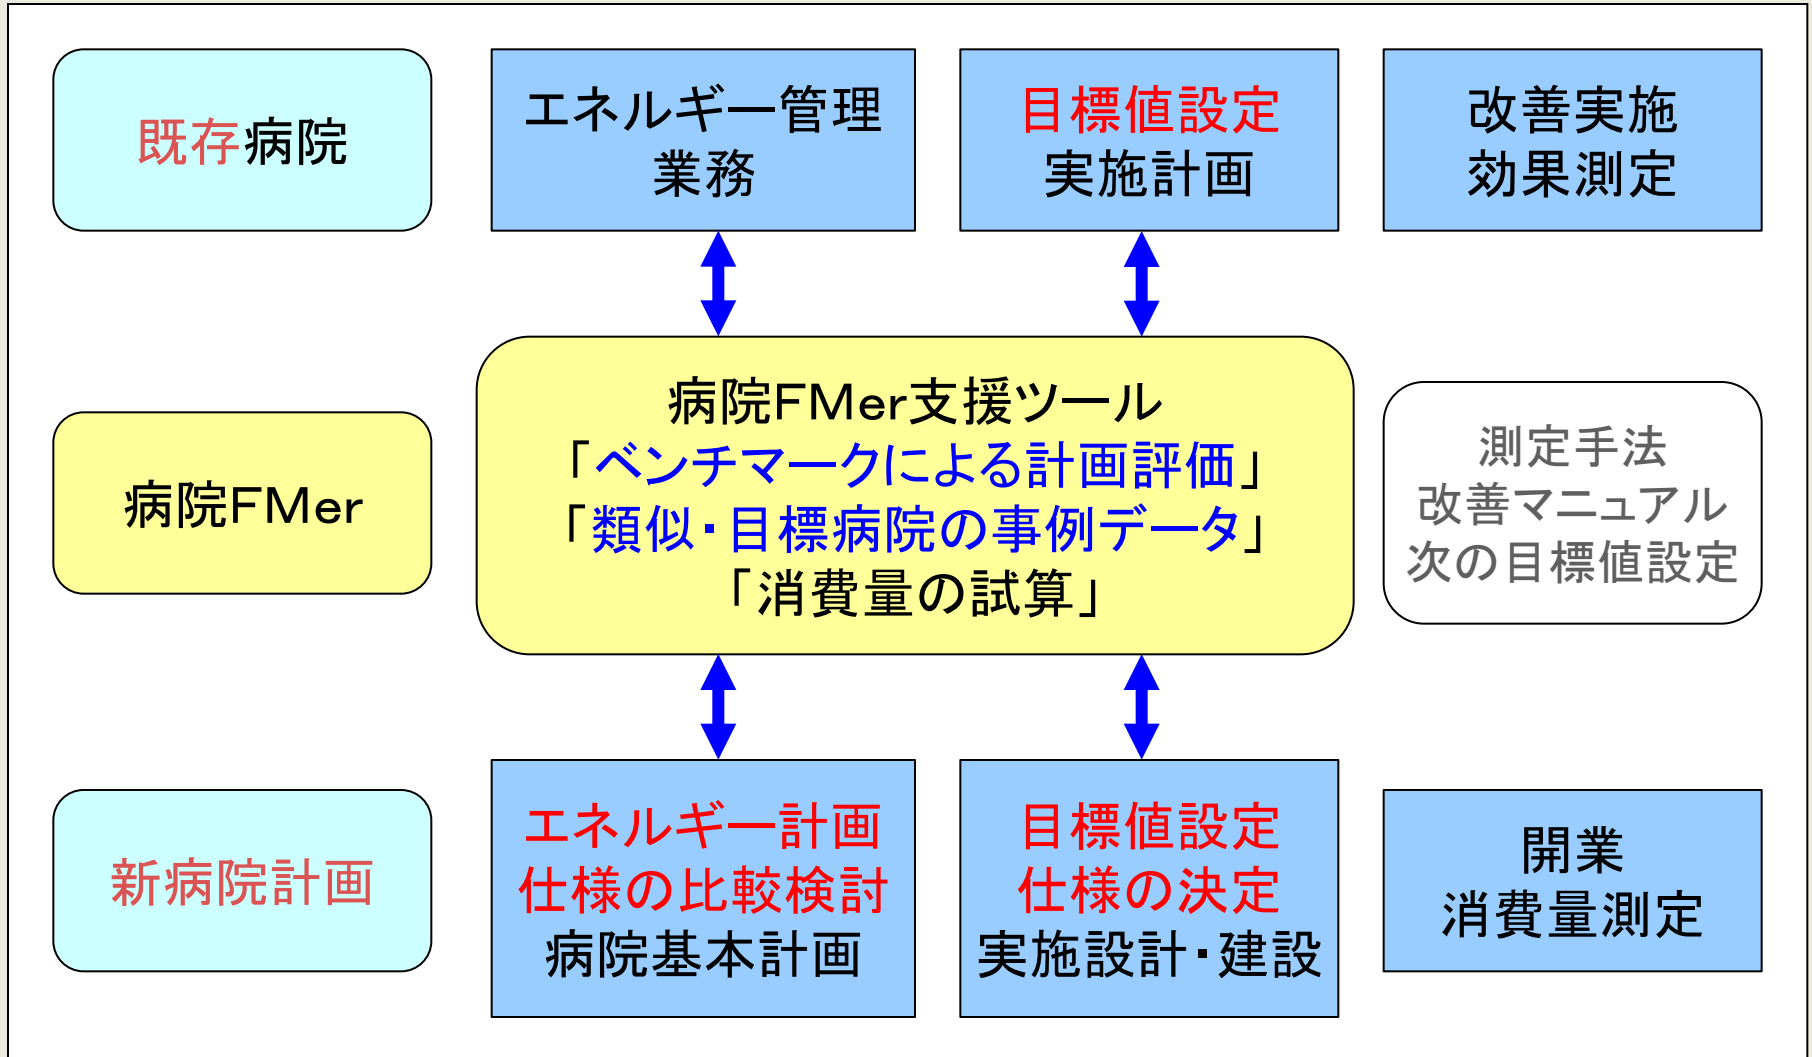 既存病院
エネルギー管理
業務
目標値設定
実施計画
改善実施
効果測定
病院FMer
病院FMer支援ツール
「ベンチマークによる計画評価」
「類似・目標病院の事例データ」
「消費量の試算」
測定手法
改善マニュアル
次の目標値設定
新病院計画
エネルギー計画
仕様の比較検討
病院基本計画
目標値設定
仕様の決定
実施設計・建設
開業
消費量測定